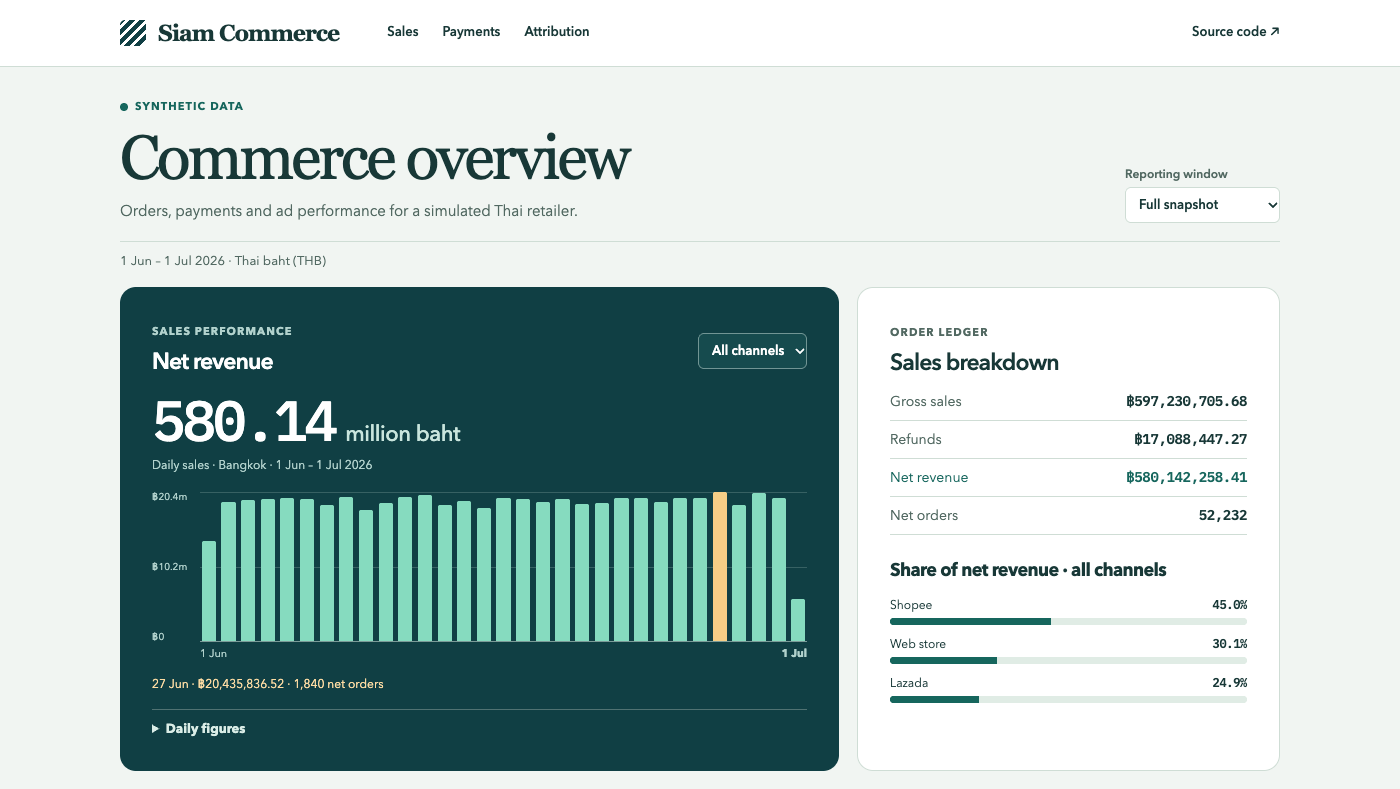 Siam Commerce
Sales
Payments
Attribution
Source code ↗
SYNTHETIC DATA
Commerce overview
Orders, payments and ad performance for a simulated Thai retailer.
Reporting window
Full snapshot
1 Jun – 1 Jul 2026 · Thai baht (THB)
SALES PERFORMANCE
Net revenue
All channels
580.14 million baht
Daily sales · Bangkok · 1 Jun – 1 Jul 2026
฿20.4m
฿10.2m
฿0
1 Jun
1 Jul
27 Jun · ฿20,435,836.52 · 1,840 net orders
Daily figures
ORDER LEDGER
Sales breakdown
Gross sales ฿597,230,705.68
Refunds ฿17,088,447.27
Net revenue ฿580,142,258.41
Net orders 52,232
Share of net revenue · all channels
Shopee 45.0%
Web store 30.1%
Lazada 24.9%